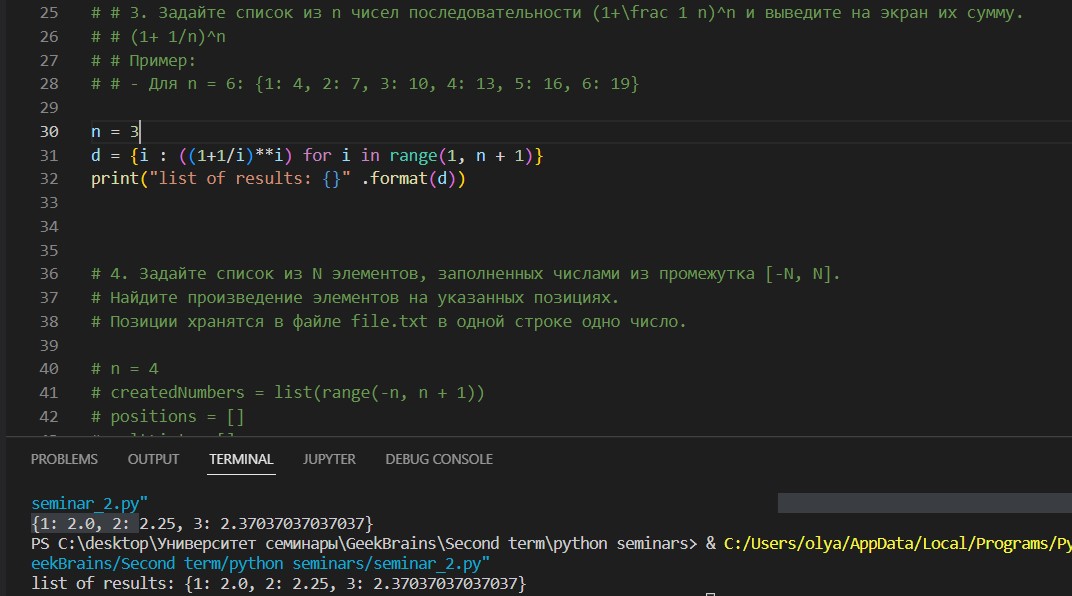 25 # # 3. Задайте список из n чисел последовательности (1+\frac 1 n)^n и выведите на экран их сумму.
26 # # (1+ 1/n)^n
27 # # Пример:
28 # # - Для n = 6: {1: 4, 2: 7, 3: 10, 4: 13, 5: 16, 6: 19}
29
30 n = 3
31 d = {i : ((1+1/i)**i) for i in range(1, n + 1)}
32 print("list of results: {}" .format(d))
33
34
35
36 # 4. Задайте список из N элементов, заполненных числами из промежутка [-N, N].
37 # Найдите произведение элементов на указанных позициях.
38 # Позиции хранятся в файле file.txt в одной строке одно число.
39
40 # n = 4
41 # createdNumbers = list(range(-n, n + 1))
42 # positions = []
PROBLEMS OUTPUT TERMINAL JUPYTER DEBUG CONSOLE
seminar_2.py"
{1: 2.0, 2: 2.25, 3: 2.37037037037037}
PS C:\desktop\Университет семинары\GeekBrains\Second term\python seminars> & C:/Users/olya/AppData/Local/Programs/Py
eekBrains/Second term/python seminars/seminar_2.py"
list of results: {1: 2.0, 2: 2.25, 3: 2.37037037037037}